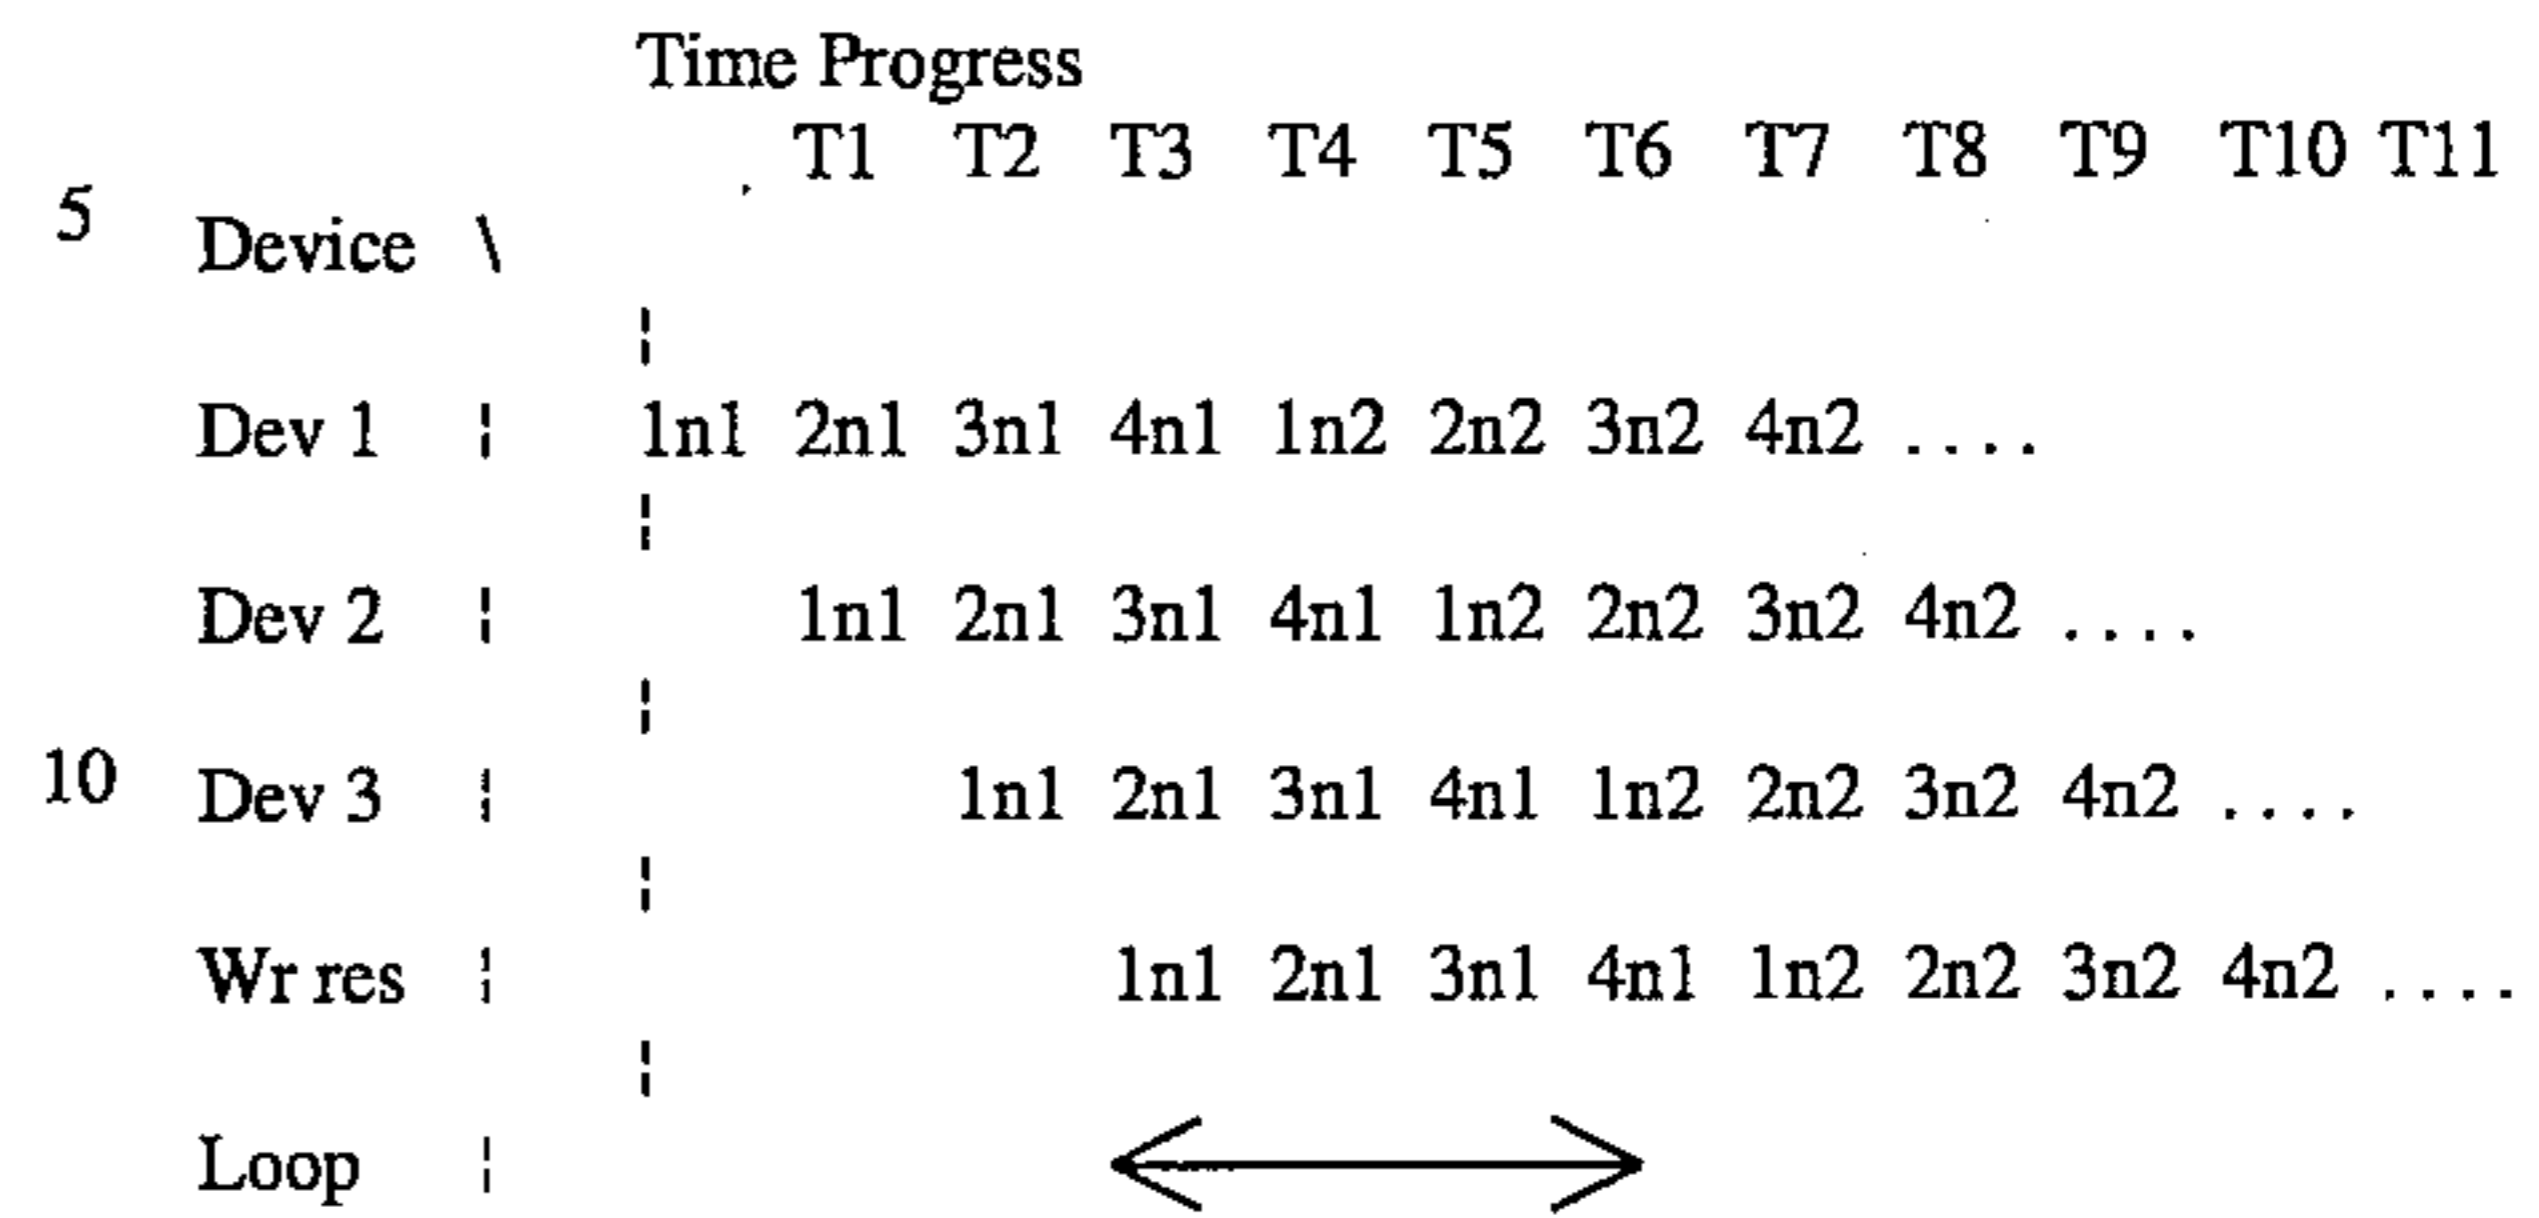 Time Progress
T1 T2 T3 T4 T5 T6 T7 T8 T9 T10 T11
5
Device \
¦
Dev 1 ¦ 1n1 2n1 3n1 4n1 1n2 2n2 3n2 4n2 ....
¦
Dev 2 ¦ 1n1 2n1 3n1 4n1 1n2 2n2 3n2 4n2 ....
¦
10 Dev 3 ¦ 1n1 2n1 3n1 4n1 1n2 2n2 3n2 4n2 ....
¦
Wr res ¦ 1n1 2n1 3n1 4n1 1n2 2n2 3n2 4n2 ....
¦
Loop ¦